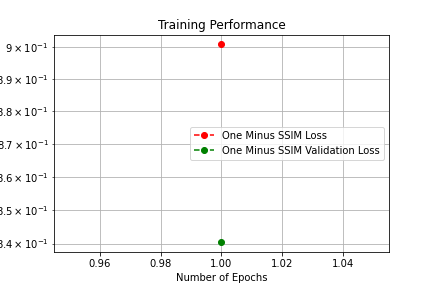 Training Performance
9 × 10⁻¹
8.9 × 10⁻¹
8.8 × 10⁻¹
8.7 × 10⁻¹
8.6 × 10⁻¹
8.5 × 10⁻¹
8.4 × 10⁻¹
One Minus SSIM Loss
One Minus SSIM Validation Loss
0.96 0.98 1.00 1.02 1.04
Number of Epochs